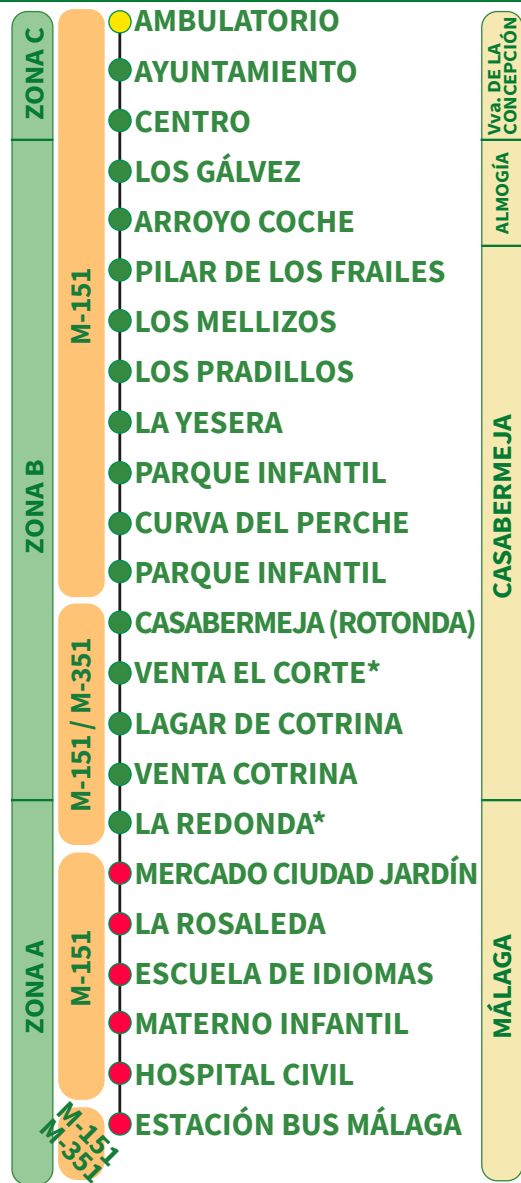 ZONA C
ZONA B
ZONA A
M-151
M-151 / M-351
M-151
M-151
M-351
AMBULATORIO
AYUNTAMIENTO
CENTRO
LOS GÁLVEZ
ARROYO COCHE
PILAR DE LOS FRAILES
LOS MELLIZOS
LOS PRADILLOS
LA YESERA
PARQUE INFANTIL
CURVA DEL PERCHE
PARQUE INFANTIL
CASABERMEJA (ROTONDA)
VENTA EL CORTE*
LAGAR DE COTRINA
VENTA COTRINA
LA REDONDA*
MERCADO CIUDAD JARDÍN
LA ROSALEDA
ESCUELA DE IDIOMAS
MATERNO INFANTIL
HOSPITAL CIVIL
ESTACIÓN BUS MÁLAGA
Vva. DE LA
CONCEPCIÓN
ALMOGÍA
CASABERMEJA
MÁLAGA